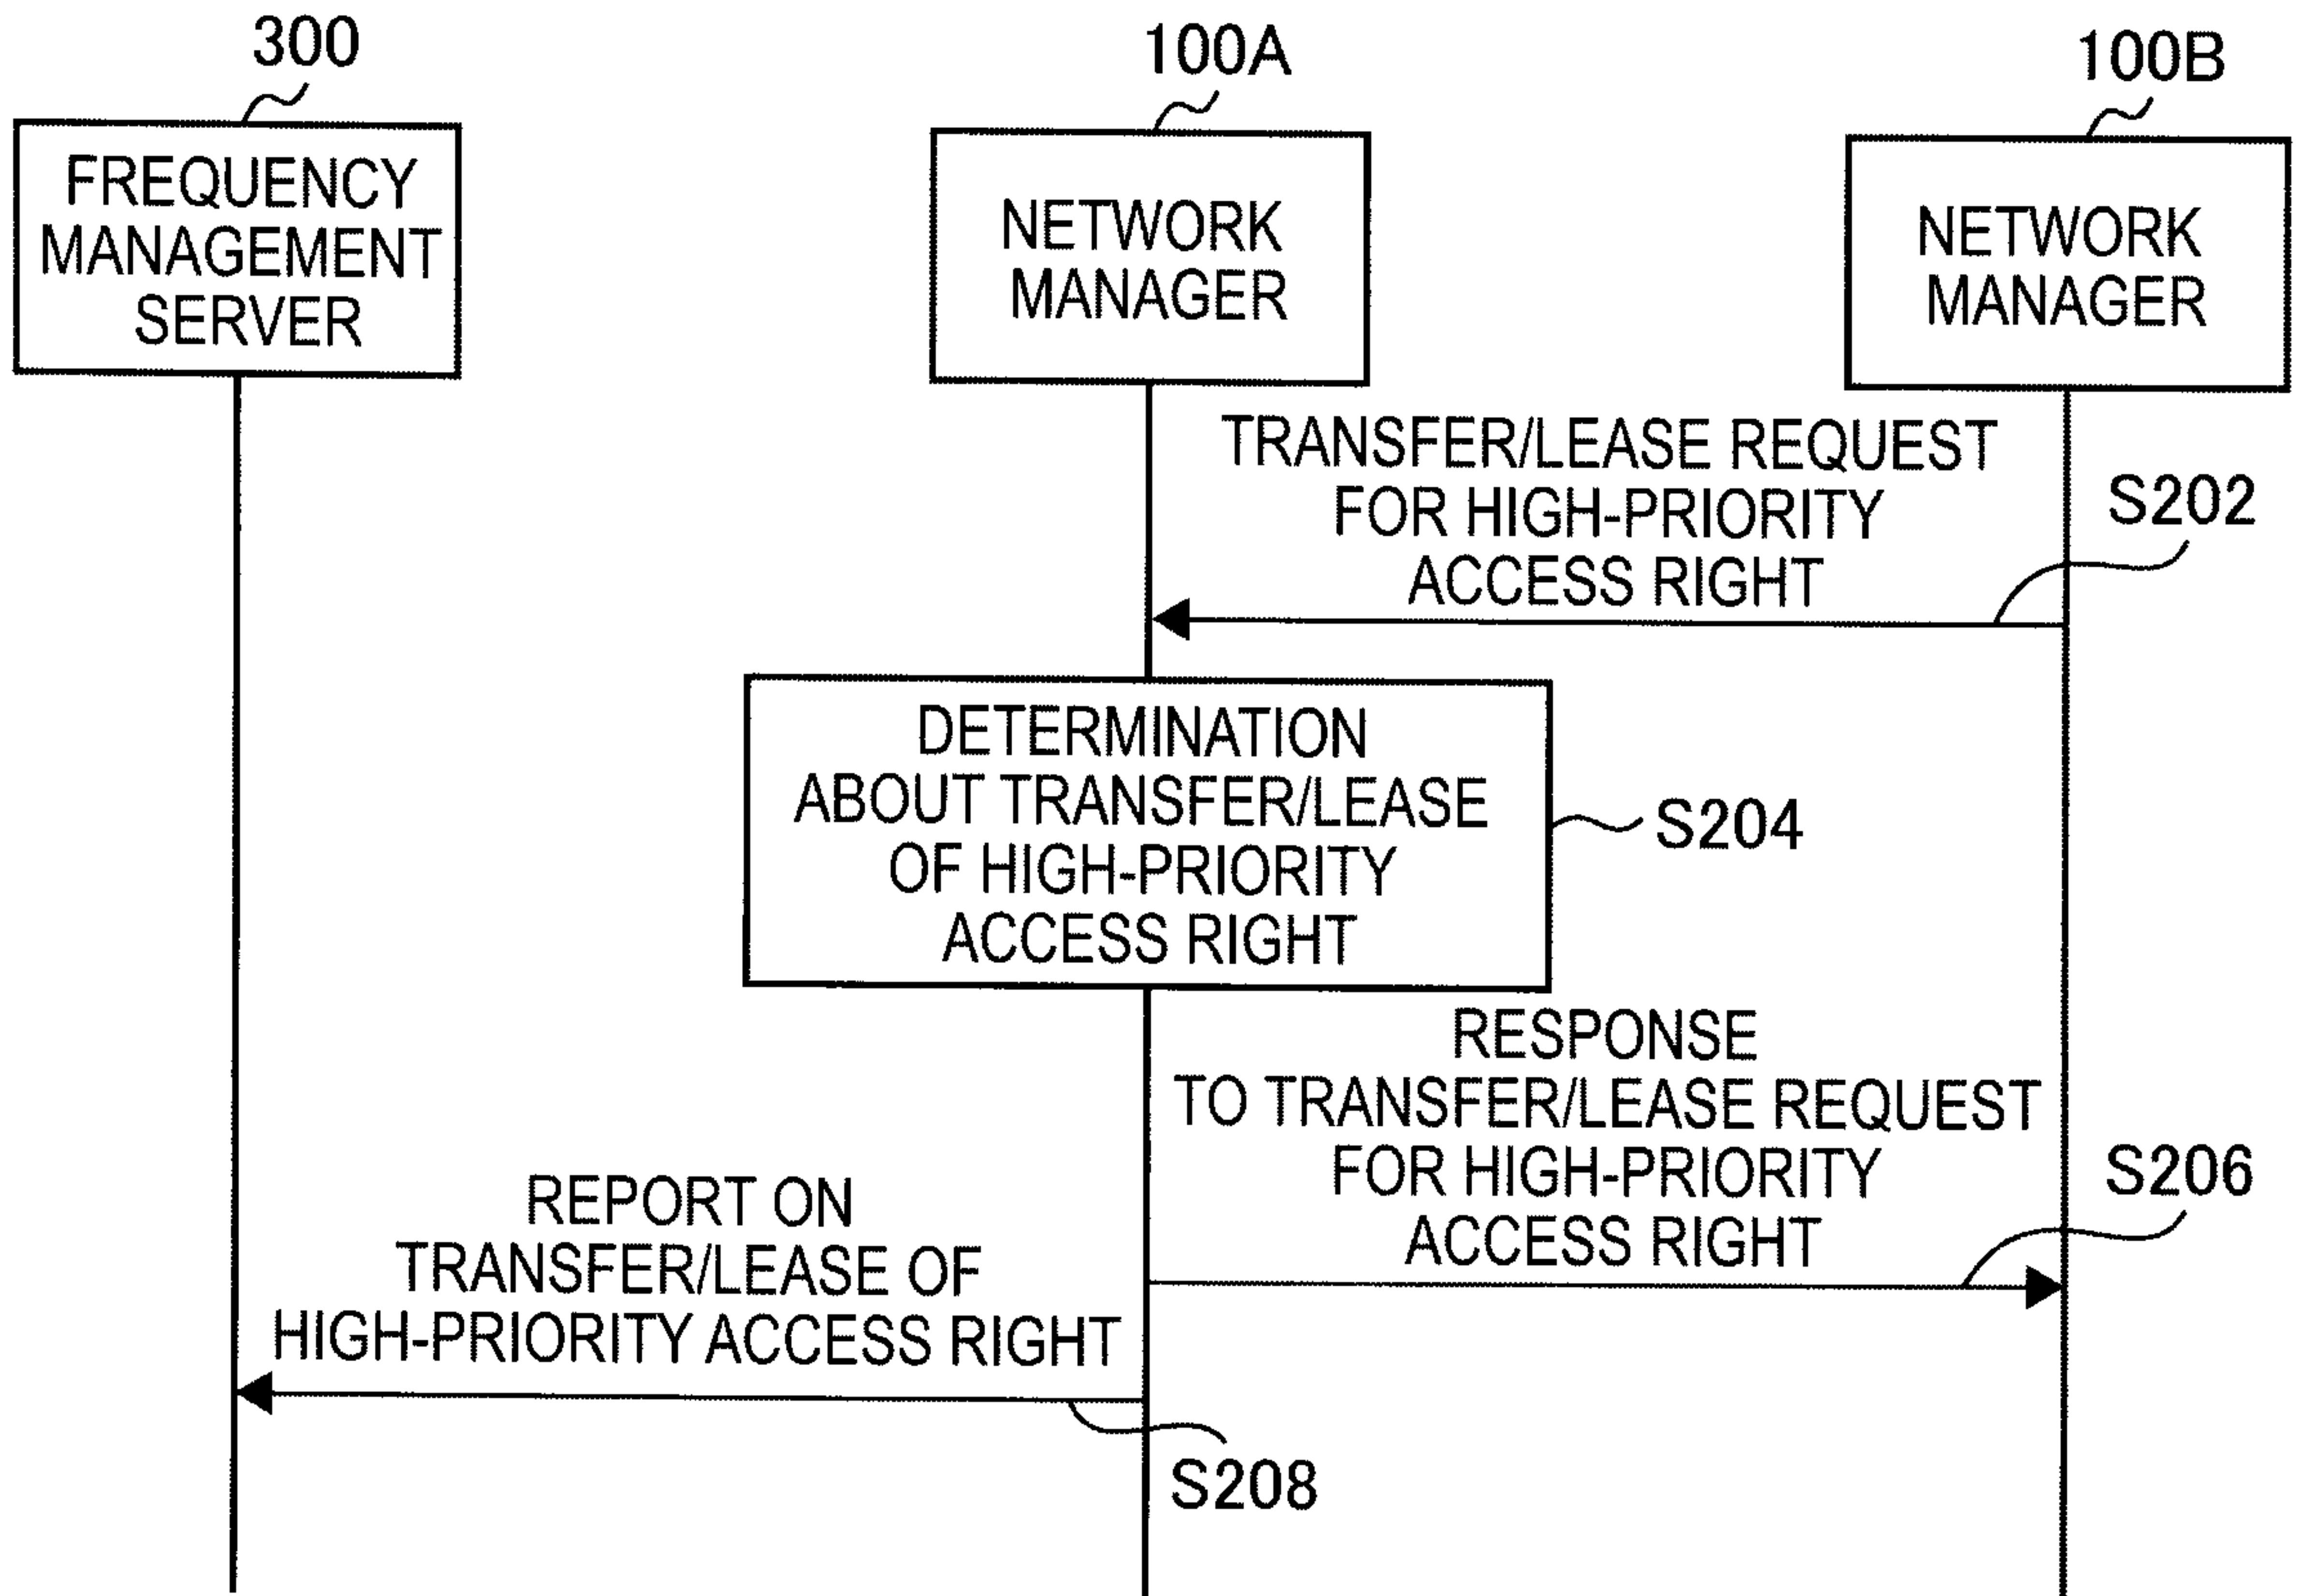 300
100A
100B
FREQUENCY
MANAGEMENT
SERVER
NETWORK
MANAGER
NETWORK
MANAGER
TRANSFER/LEASE REQUEST
FOR HIGH-PRIORITY
ACCESS RIGHT
S202
DETERMINATION
ABOUT TRANSFER/LEASE
OF HIGH-PRIORITY
ACCESS RIGHT
S204
RESPONSE
TO TRANSFER/LEASE REQUEST
FOR HIGH-PRIORITY
ACCESS RIGHT
S206
REPORT ON
TRANSFER/LEASE OF
HIGH-PRIORITY ACCESS RIGHT
S208